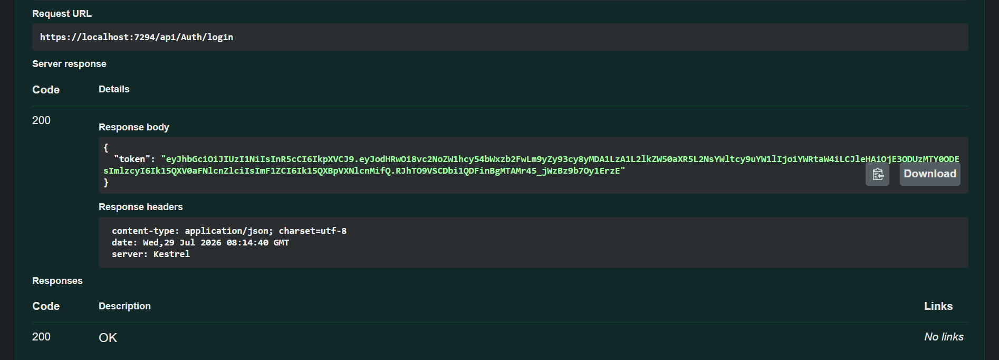 Request URL
https://localhost:7294/api/Auth/login
Server response
Code Details
200
Response body
{
"token": "eyJhbGciOiJIUzI1NiIsInR5cCI6IkpXVCJ9.eyJodHRwOi8vc2NoZW1hcy54bWxzb2FwLm9yZy93cy8yMDA1LzA1L2lkZW50aXR5L2NsYWltcy9uYW1lIjoiYWRtaW4iLCJleHAiOjE3ODUzMTY0ODE
sImlzcyI6Ik15QXV0aFNlcnZlciIsImF1ZCI6Ik15QXBpVXNlcnMifQ.RJhTO9VSCDbi1QDFinBgMTAMr45_jWzBz9b7Oy1ErzE"
}
Download
Response headers
content-type: application/json; charset=utf-8
date: Wed,29 Jul 2026 08:14:40 GMT
server: Kestrel
Responses
Code Description Links
200 OK No links